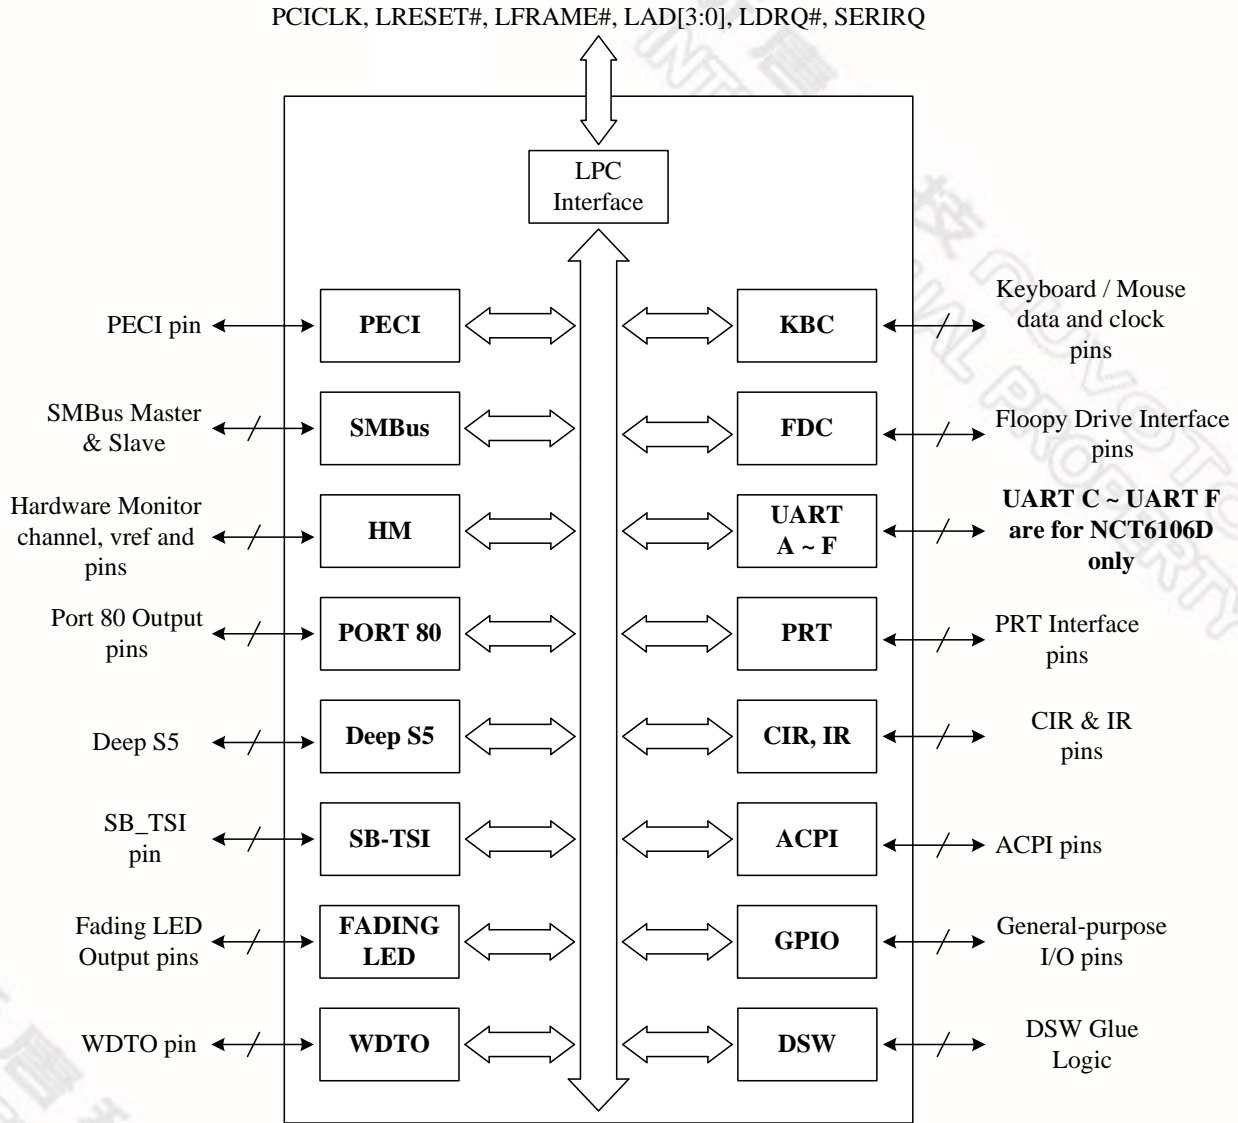 PCICLK, LRESET#, LFRAME#, LAD[3:0], LDRQ#, SERIRQ
LPC
Interface
PECI pin
PECI
KBC
Keyboard / Mouse
data and clock
pins
SMBus Master
& Slave
SMBus
FDC
Floopy Drive Interface
pins
Hardware Monitor
channel, vref and
pins
HM
UART
A ~ F
UART C ~ UART F
are for NCT6106D
only
Port 80 Output
pins
PORT 80
PRT
PRT Interface
pins
Deep S5
Deep S5
CIR, IR
CIR & IR
pins
SB_TSI
pin
SB-TSI
ACPI
ACPI pins
Fading LED
Output pins
FADING
LED
GPIO
General-purpose
I/O pins
WDTO pin
WDTO
DSW
DSW Glue
Logic